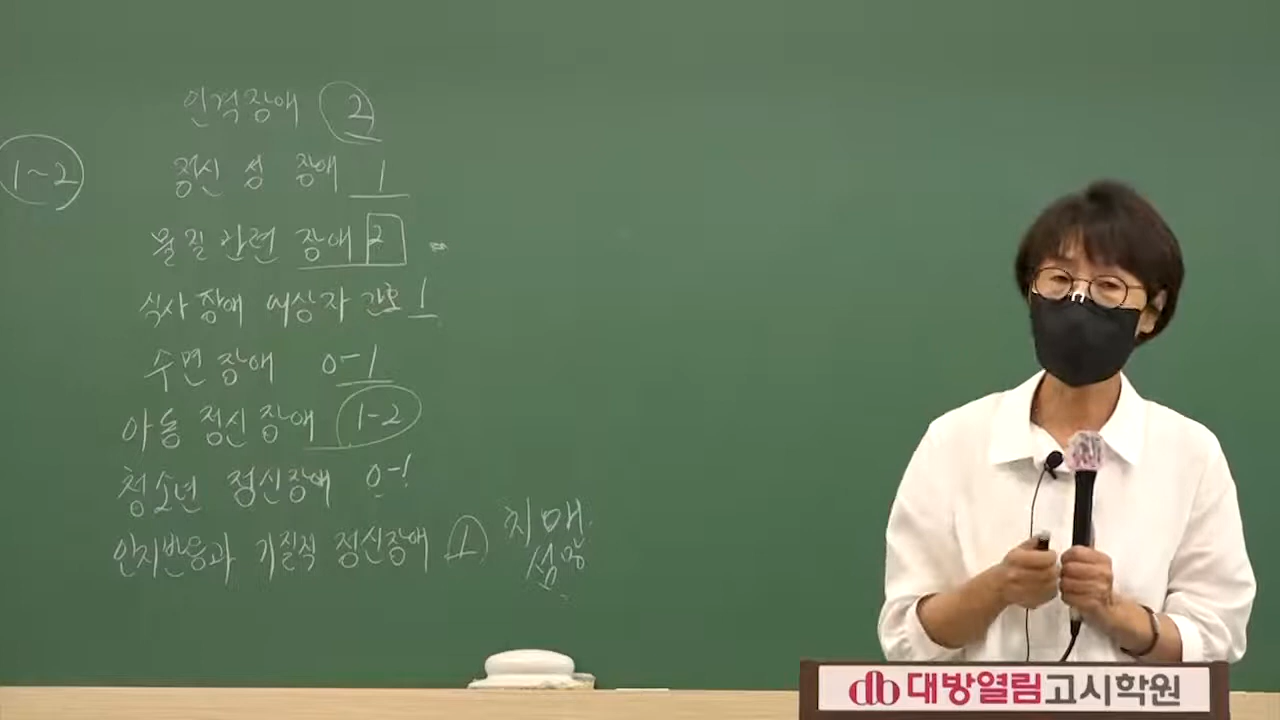 인격장애 2
1~2
정신 성 장애 1
물질관련 장애 2
식사장애 대상자 간호 1
수면장애 0-1
아동 정신장애 1-2
청소년 정신장애 0-1
인지반응과 기질적 정신장애 1
치매
섬망
db 대방열림고시학원